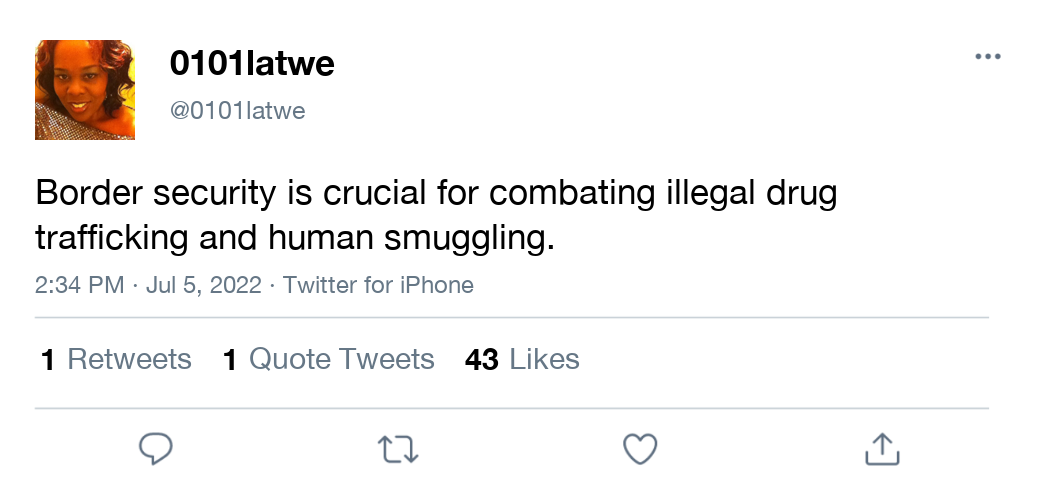 0101latwe
@0101latwe
Border security is crucial for combating illegal drug
trafficking and human smuggling.
2:34 PM · Jul 5, 2022 · Twitter for iPhone
1 Retweets 1 Quote Tweets 43 Likes